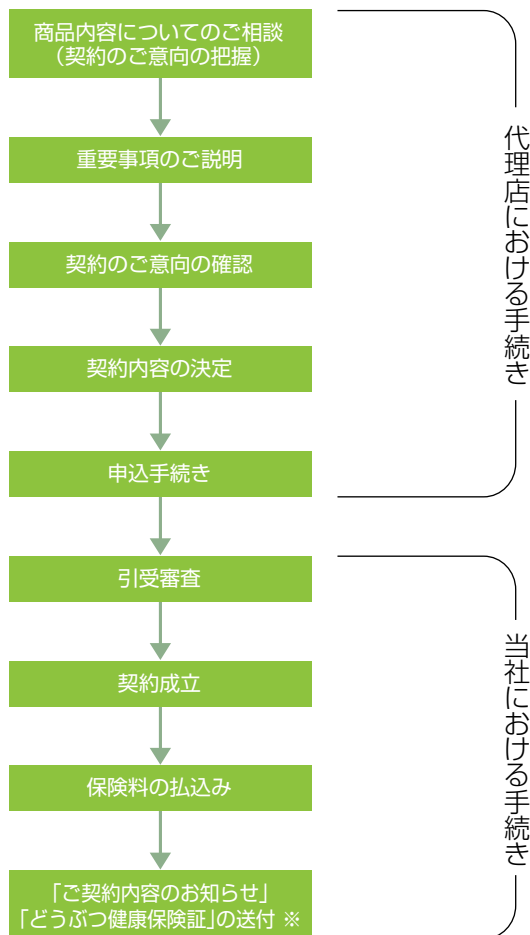 商品内容についてのご相談
（契約のご意向の把握）
重要事項のご説明
契約のご意向の確認
契約内容の決定
申込手続き
代理店における手続き
引受審査
契約成立
保険料の払込み
「ご契約内容のお知らせ」
「どうぶつ健康保険証」の送付 ※
当社における手続き